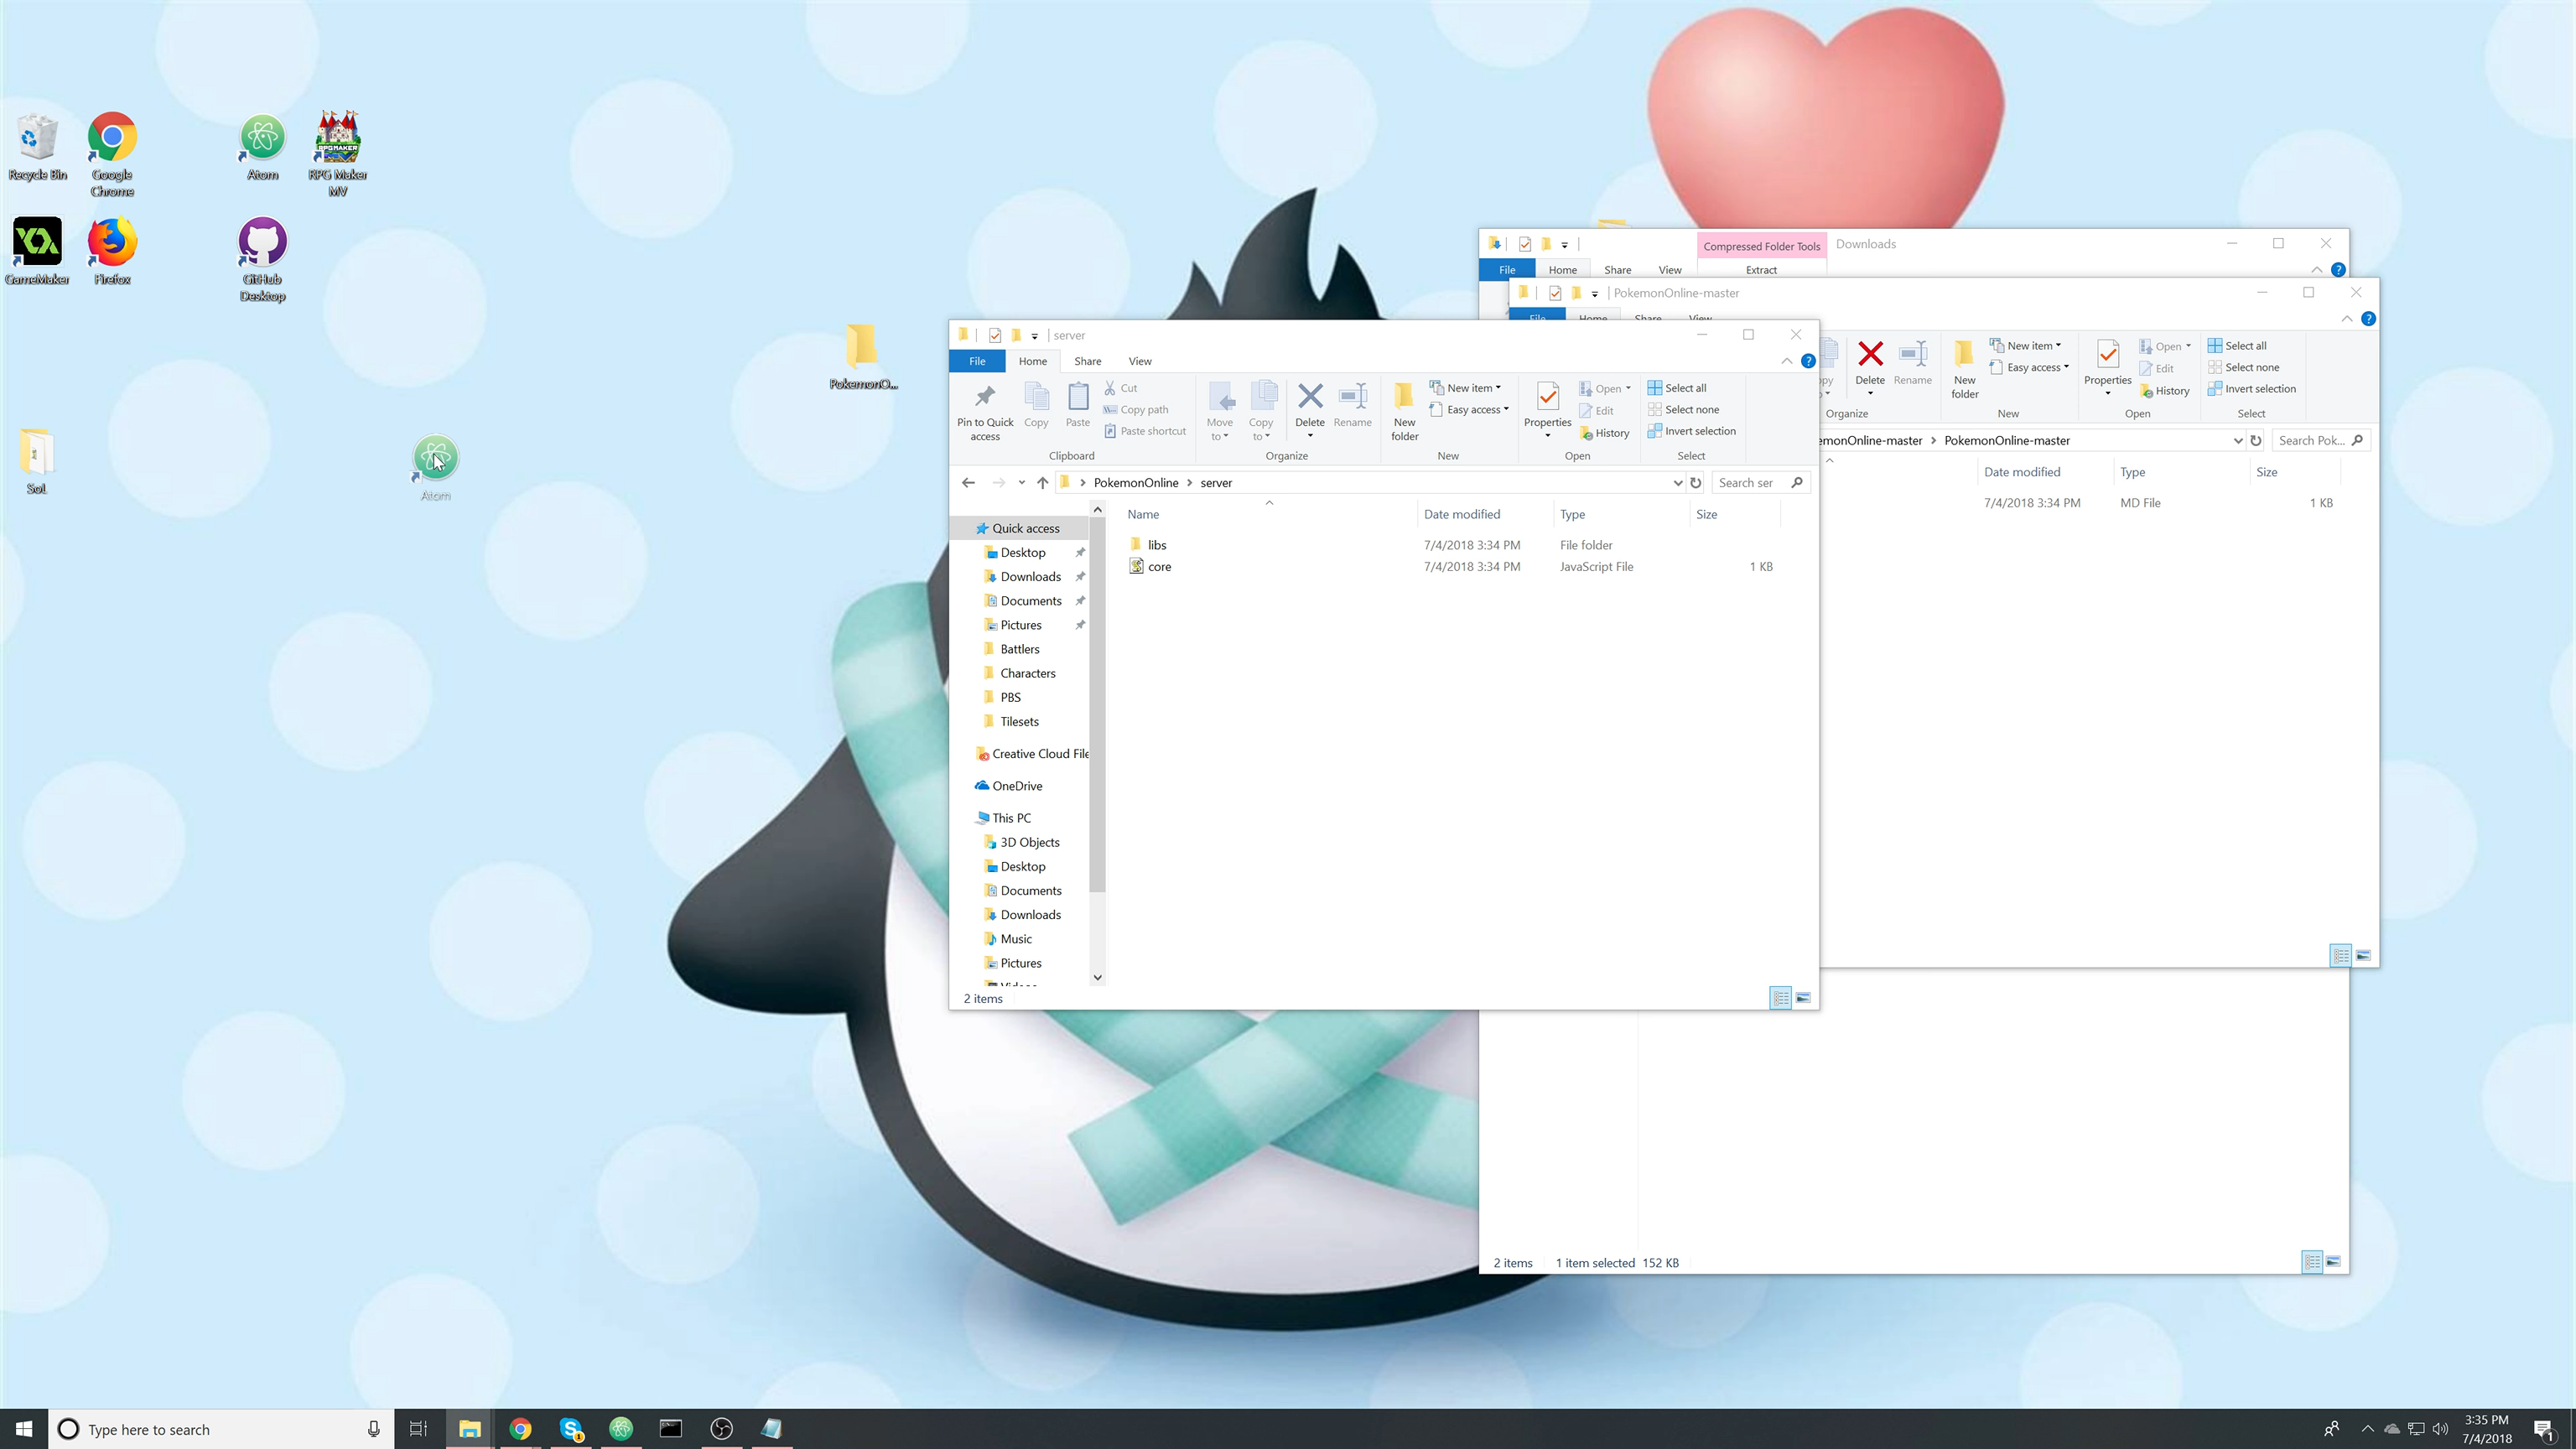 Recycle Bin
Google
Chrome
Atom
RPG Maker
MV
RPG MAKER
GameMaker
Firefox
GitHub
Desktop
SoL
Atom
PokemonO...
Compressed Folder Tools
Downloads
File
Home
Share
View
Extract
PokemonOnline-master
File
Home
Share
View
Delete
Rename
New
folder
New item
Easy access
Properties
Open
Edit
History
Select all
Select none
Invert selection
Organize
New
Open
Select
PokemonOnline-master
Search Pok...
Date modified
Type
Size
7/4/2018 3:34 PM
MD File
1 KB
server
File
Home
Share
View
Pin to Quick
access
Copy
Paste
Cut
Copy path
Paste shortcut
Move
to
Copy
to
Delete
Rename
New
folder
New item
Easy access
Properties
Open
Edit
History
Select all
Select none
Invert selection
Clipboard
Organize
New
Open
Select
PokemonOnline
server
Search ser
Name
Date modified
Type
Size
libs
7/4/2018 3:34 PM
File folder
core
7/4/2018 3:34 PM
JavaScript File
1 KB
Quick access
Desktop
Downloads
Documents
Pictures
Battlers
Characters
PBS
Tilesets
Creative Cloud File
OneDrive
This PC
3D Objects
Desktop
Documents
Downloads
Music
Pictures
2 items
2 items
1 item selected 152 KB
Type here to search
3:35 PM
7/4/2018